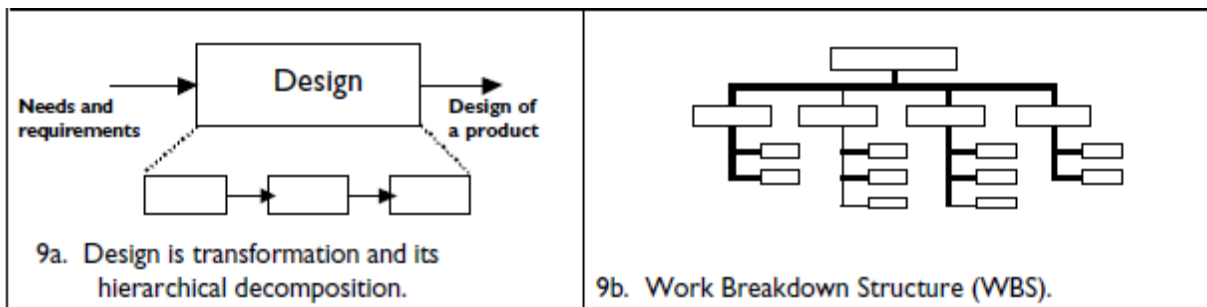 Design
Needs and
requirements
Design of
a product
9a. Design is transformation and its
hierarchical decomposition.
9b. Work Breakdown Structure (WBS).